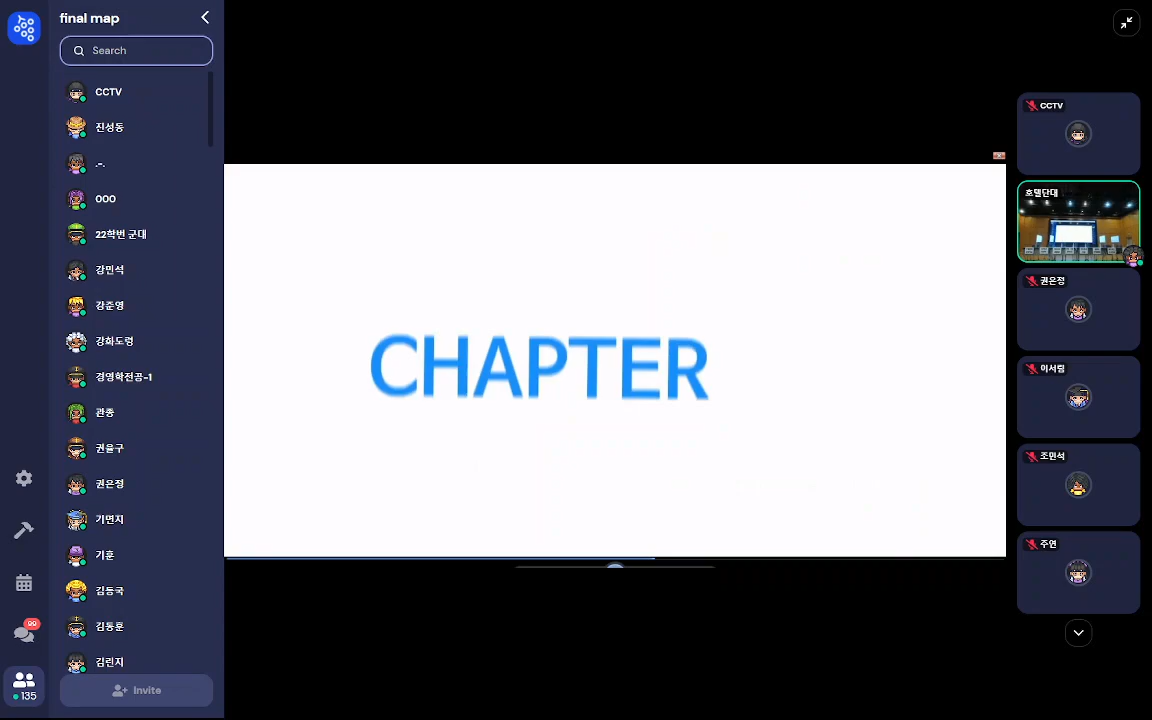 final map
Search
CCTV
진성동
.-.
OOO
22학번 군대
강민석
강준영
강화도령
경영학전공-1
관종
권율구
권은정
기면지
기훈
김동국
김동훈
김린지
Invite
99
135
CHAPTER
CCTV
호텔단대
권은정
이서림
조민석
주연